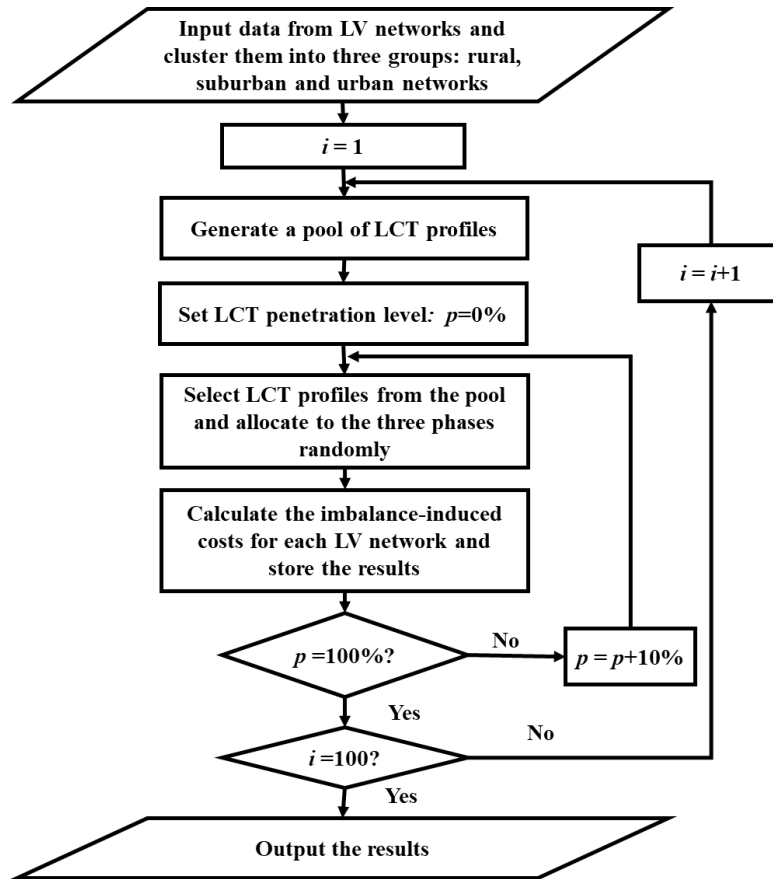 Input data from LV networks and
cluster them into three groups: rural,
suburban and urban networks
i = 1
Generate a pool of LCT profiles
i = i+1
Set LCT penetration level: p=0%
Select LCT profiles from the pool
and allocate to the three phases
randomly
Calculate the imbalance-induced
costs for each LV network and
store the results
p =100%?
No
p = p+10%
Yes
i =100?
No
Yes
Output the results